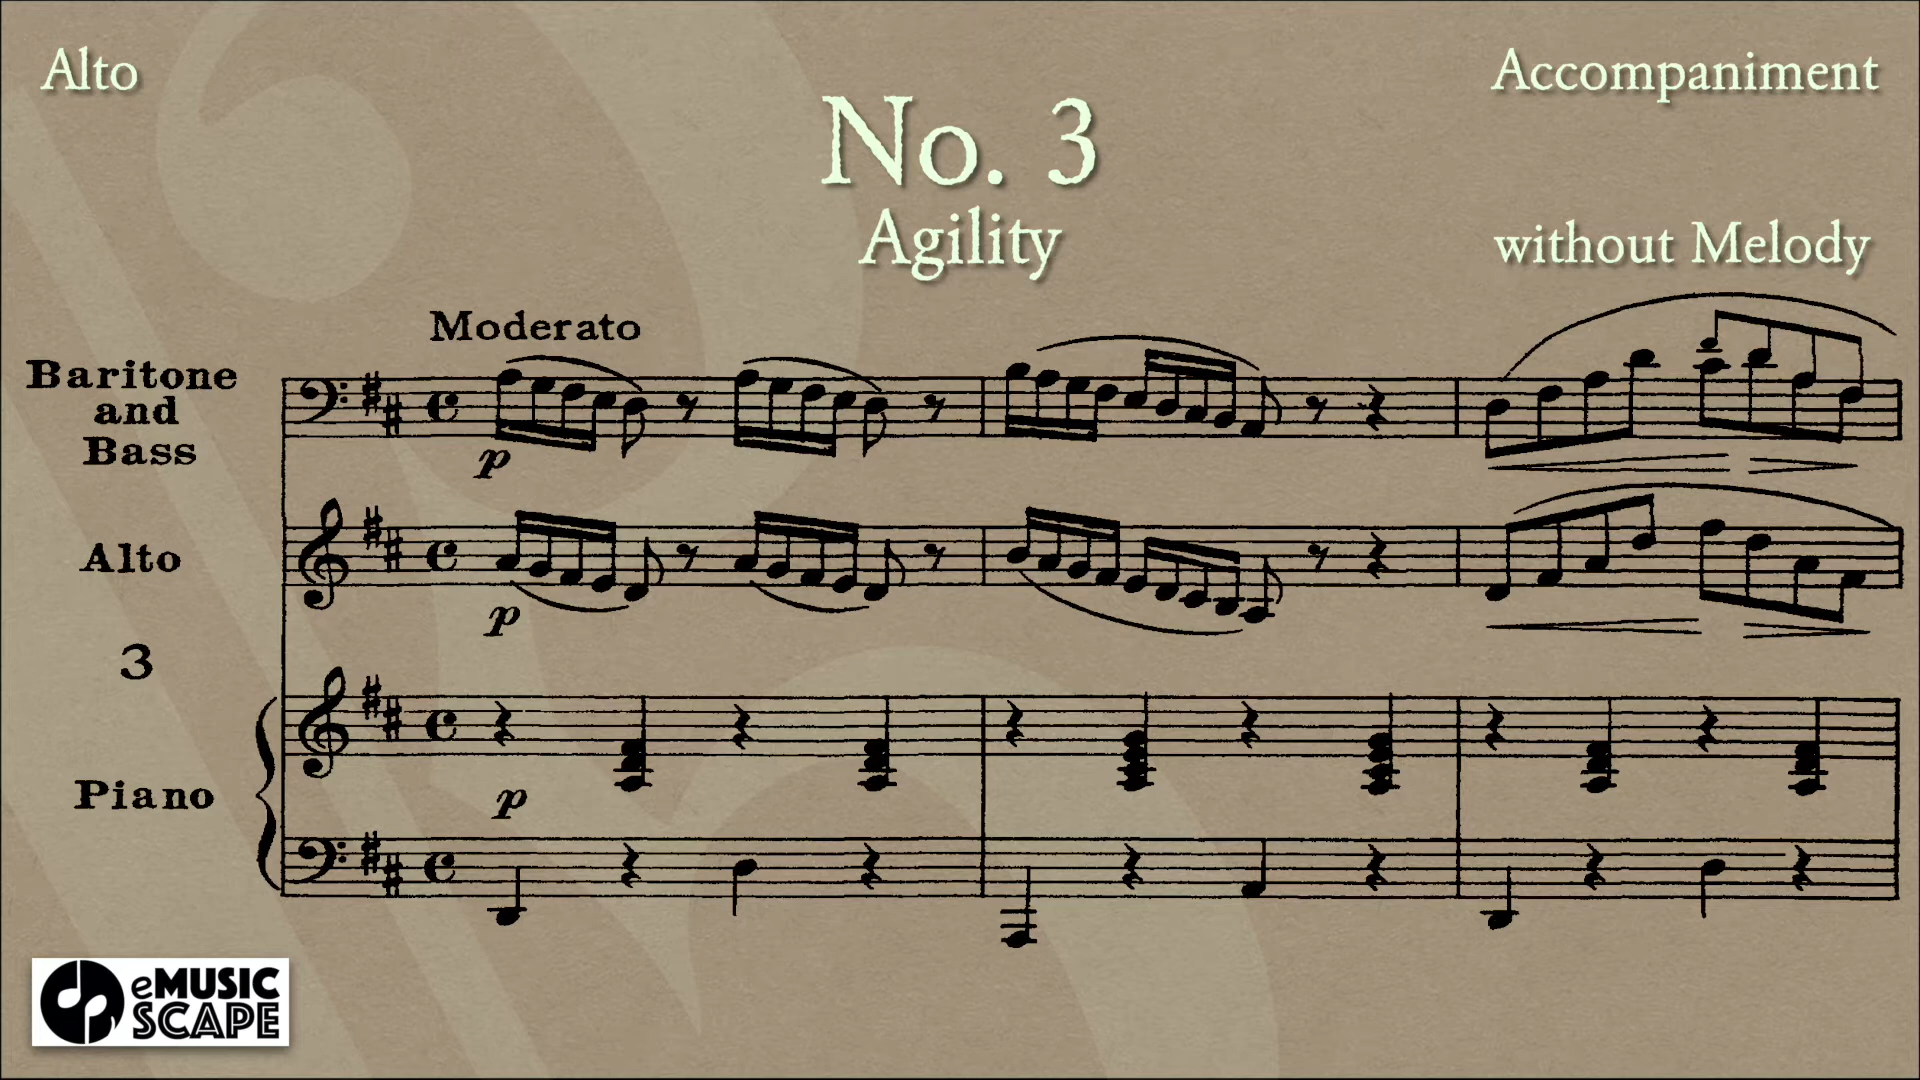 Alto
Accompaniment
No. 3
Agility
without Melody
Moderato
Baritone
and
Bass
p
Alto
p
3
Piano
p
eMUSIC
SCAPE